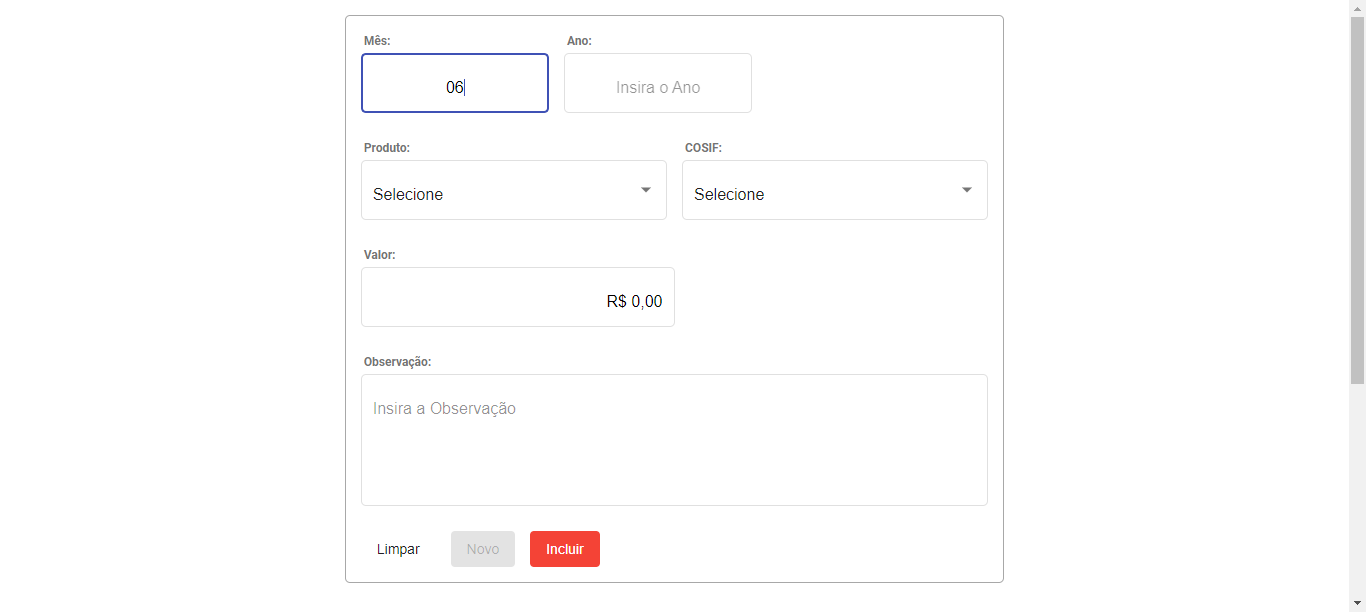 Mês: Ano:
06 Insira o Ano
Produto: COSIF:
Selecione Selecione
Valor:
R$ 0,00
Observação:
Insira a Observação
Limpar Novo Incluir